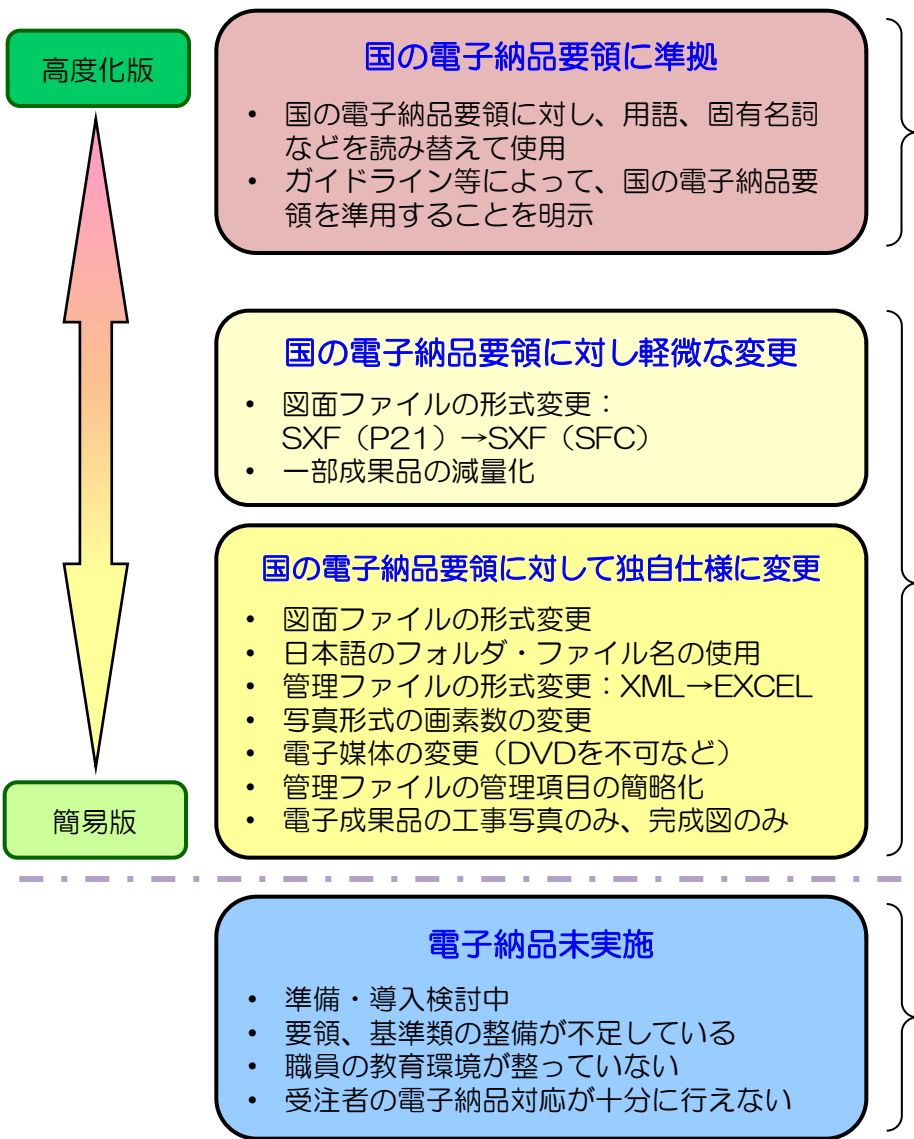 高度化版
国の電子納品要領に準拠
• 国の電子納品要領に対し、用語、固有名詞
などを読み替えて使用
• ガイドライン等によって、国の電子納品要
領を準用することを明示
国の電子納品要領に対し軽微な変更
• 図面ファイルの形式変更：
SXF（P21）→SXF（SFC）
• 一部成果品の減量化
国の電子納品要領に対して独自仕様に変更
• 図面ファイルの形式変更
• 日本語のフォルダ・ファイル名の使用
• 管理ファイルの形式変更：XML→EXCEL
• 写真形式の画素数の変更
• 電子媒体の変更（DVDを不可など）
• 管理ファイルの管理項目の簡略化
• 電子成果品の工事写真のみ、完成図のみ
簡易版
電子納品未実施
• 準備・導入検討中
• 要領、基準類の整備が不足している
• 職員の教育環境が整っていない
• 受注者の電子納品対応が十分に行えない